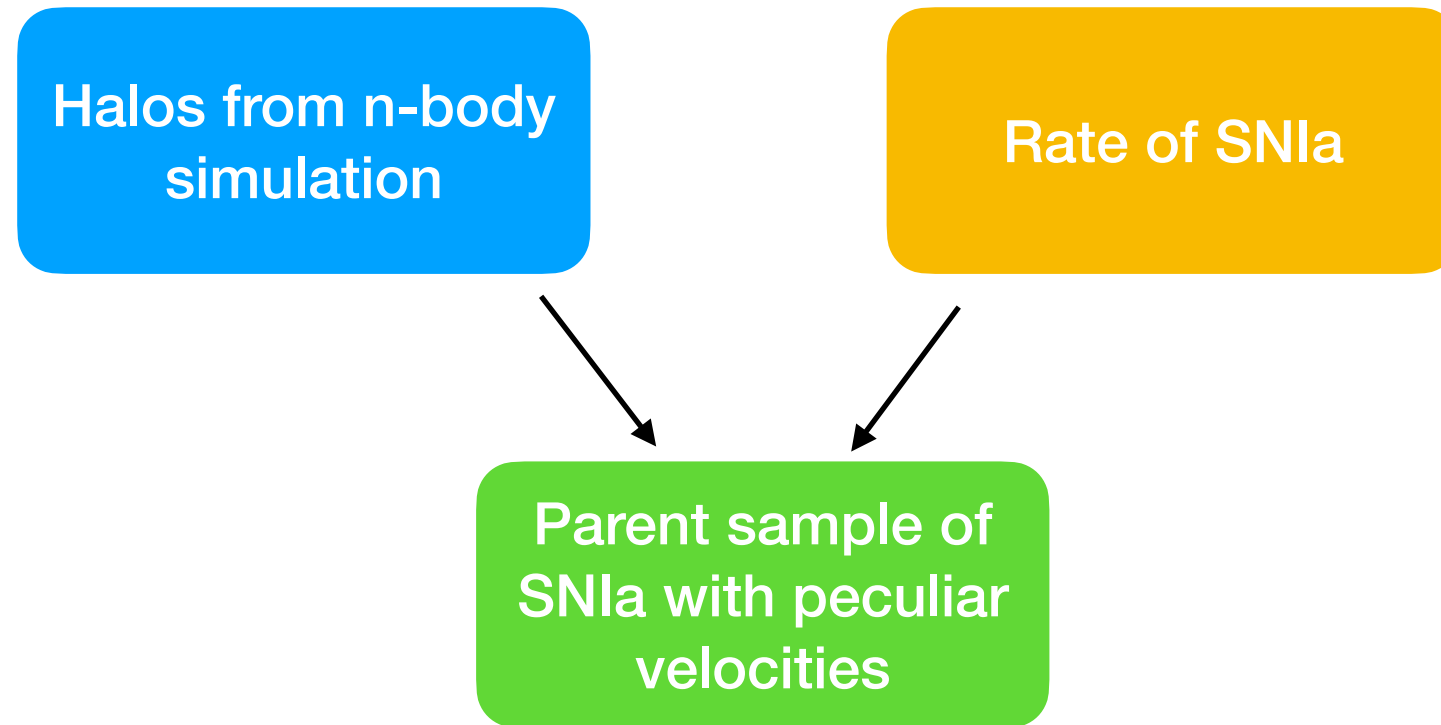 Halos from n-body
simulation
Rate of SNIa
Parent sample of
SNIa with peculiar
velocities